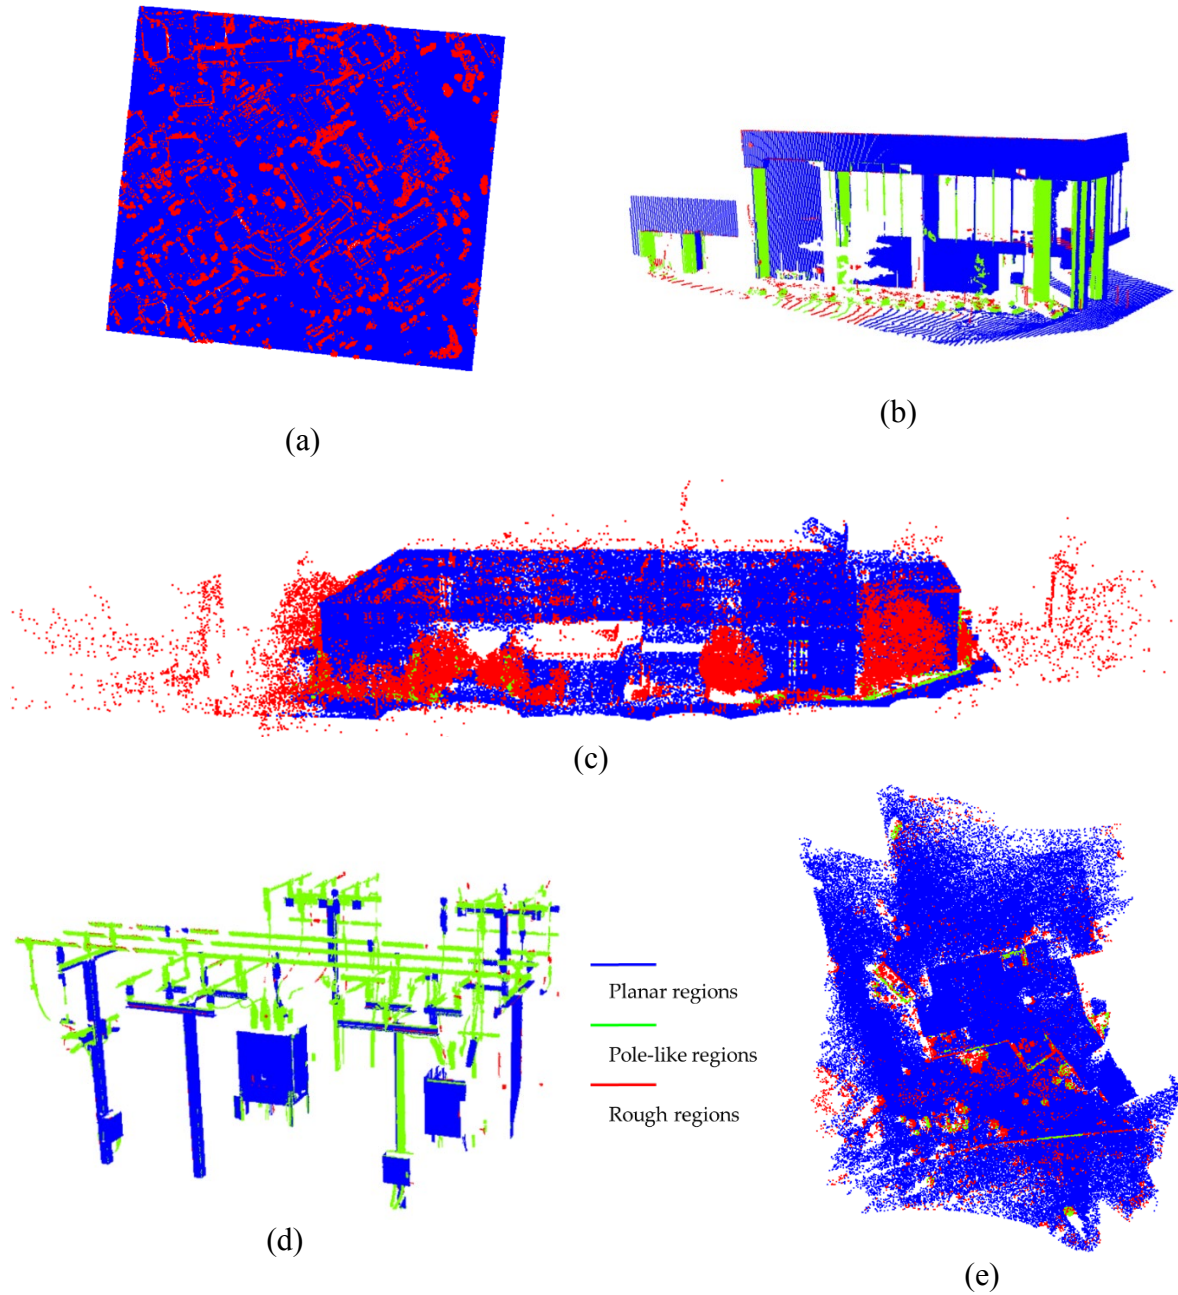 (a)
(b)
(c)
Planar regions
Pole-like regions
Rough regions
(d)
(e)